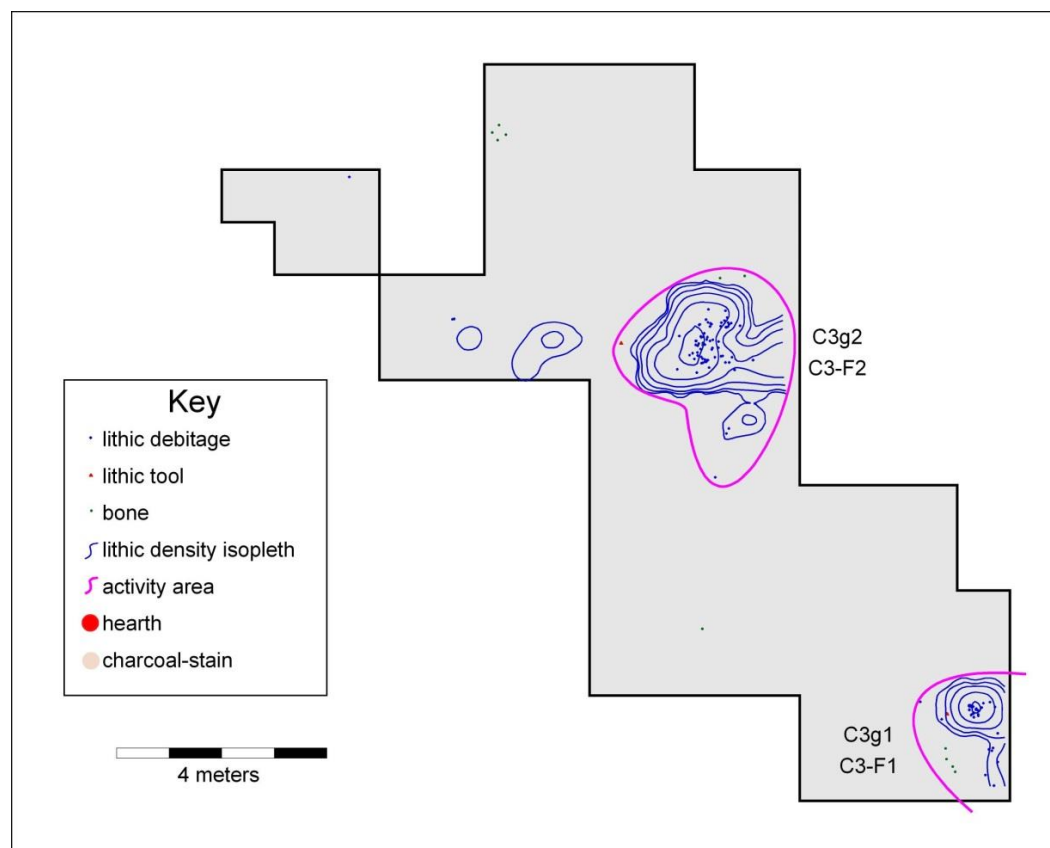 C3g2
C3-F2
Key
lithic debitage
lithic tool
bone
lithic density isopleth
activity area
hearth
charcoal-stain
4 meters
C3g1
C3-F1